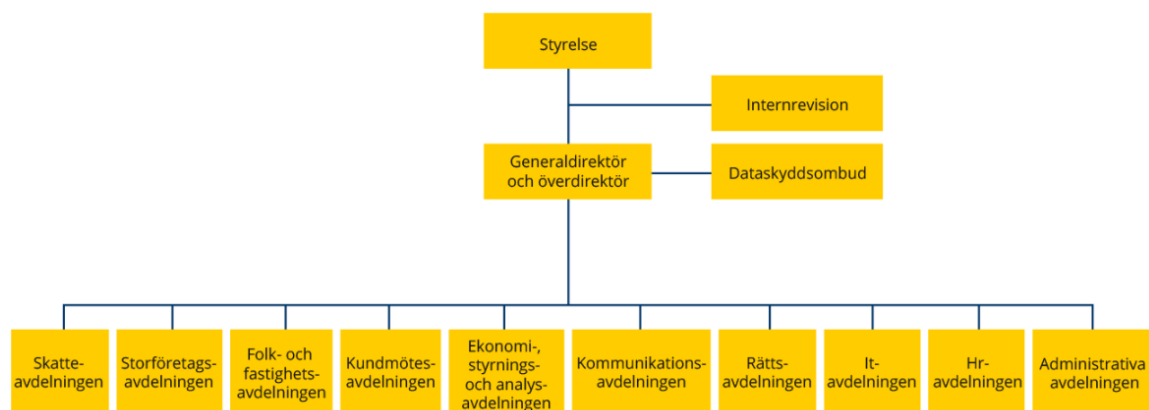 Styrelse
Internrevision
Generaldirektör
och överdirektör
Dataskyddsombud
Skatte-
avdelningen
Storföretags-
avdelningen
Folk- och
fastighets-
avdelningen
Kundmötes-
avdelningen
Ekonomi-,
styrnings-
och analys-
avdelningen
Kommunikations-
avdelningen
Rätts-
avdelningen
It-
avdelningen
Hr-
avdelningen
Administrativa
avdelningen